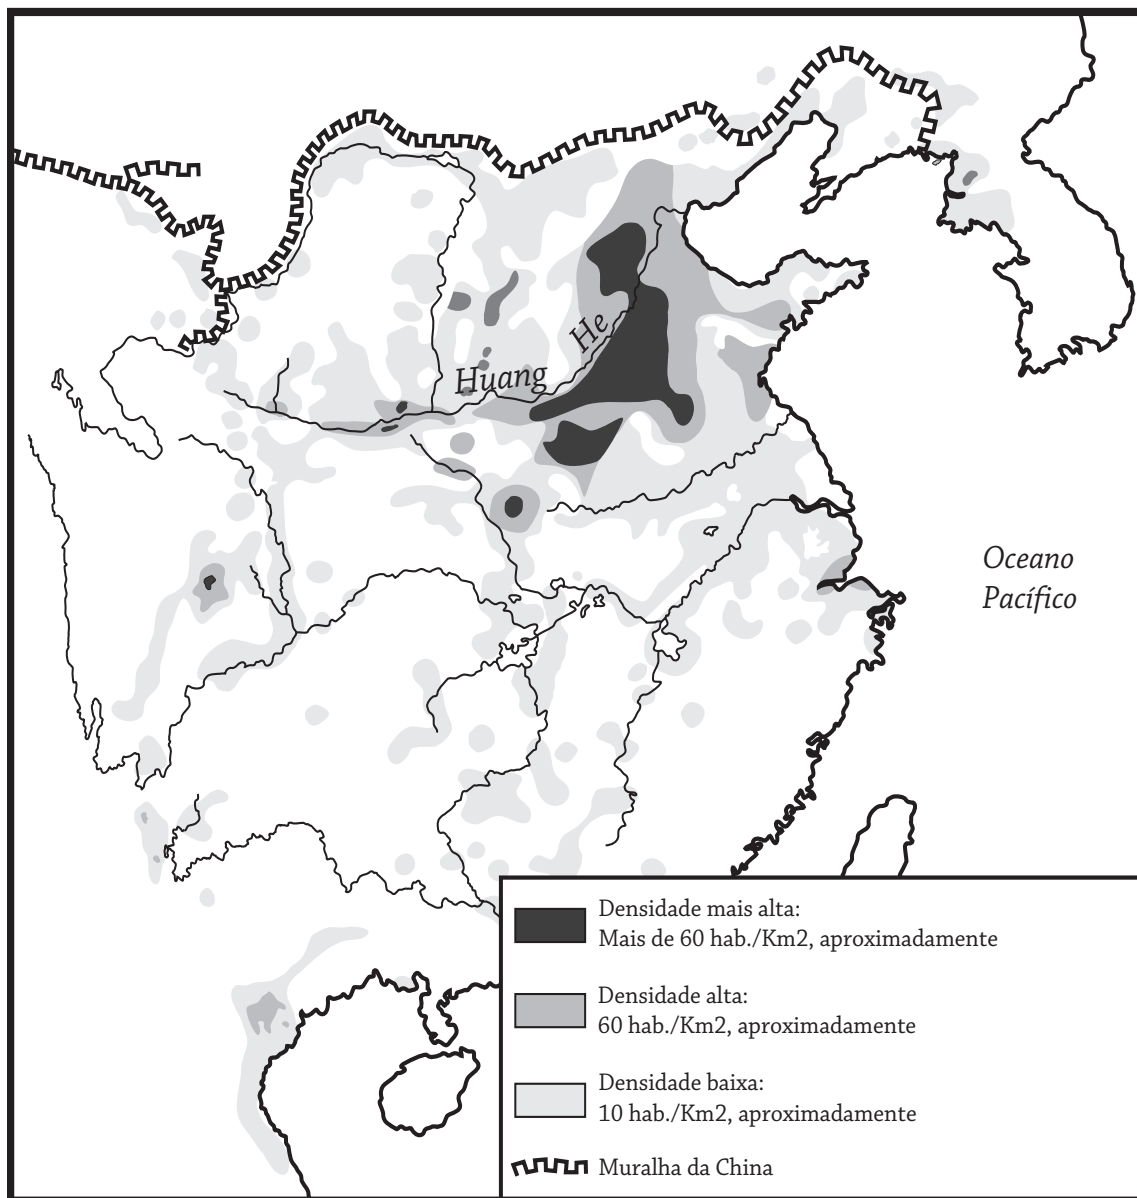 He
Huang
Oceano
Pacífico
Densidade mais alta:
Mais de 60 hab./Km2, aproximadamente
Densidade alta:
60 hab./Km2, aproximadamente
Densidade baixa:
10 hab./Km2, aproximadamente
Muralha da China